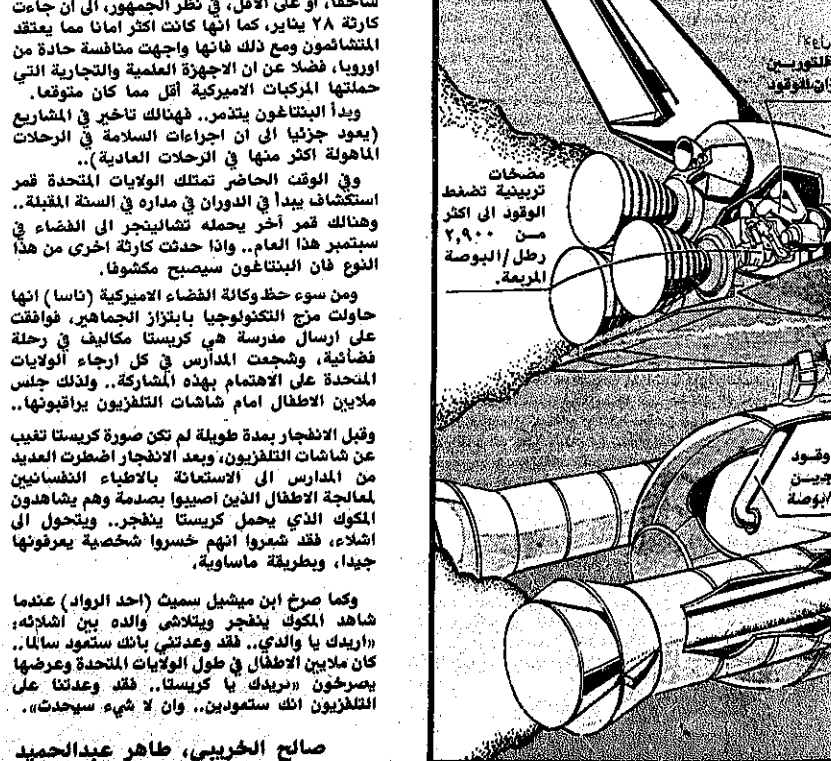 ساحقا، او على الاقل، في نظر الجمهور، الى ان جاءت
كارثة ٢٨ يناير، كما انها كانت اكثر امانا مما يعتقد
المتشائمون ومع ذلك فانها واجهت منافسة حادة من
اوروبا، فضلا عن ان الاجهزة العلمية والتجارية التي
حملتها المركبات الاميركية أقل مما كان متوقعا.
وبدأ البنتاغون يتذمر.. فهنالك تأخير في المشاريع
(يعود جزئيا الى ان اجراءات السلامة في الرحلات
الماهولة اكثر منها في الرحلات العادية)..
وفي الوقت الحاضر تمتلك الولايات المتحدة قمر
استكشاف يبدأ في الدوران في مداره في السنة المقبلة..
وهنالك قمر آخر يحمله تشالينجر الى الفضاء في
سبتمبر هذا العام.. واذا حدثت كارثة اخرى من هذا
النوع فان البنتاغون سيصبح مكشوفا.
ومن سوء حظ وكالة الفضاء الاميركية (ناسا) انها
حاولت مزج التكنولوجيا بابتزاز الجماهير، فوافقت
على ارسال مدرسة هي كريستا مكاليف في رحلة
فضائية، وشجعت المدارس في كل ارجاء الولايات
المتحدة على الاهتمام بهذه المشاركة.. ولذلك جلس
ملايين الاطفال امام شاشات التلفزيون يراقبونها..
وقبل الانفجار بمدة طويلة لم تكن صورة كريستا تغيب
عن شاشات التلفزيون، وبعد الانفجار اضطرت العديد
من المدارس الى الاستعانة بالاطباء النفسانيين
لمعالجة الاطفال الذين اصيبوا بصدمة وهم يشاهدون
المكوك الذي يحمل كريستا ينفجر.. ويتحول الى
اشلاء، فقد شعروا انهم خسروا شخصية يعرفونها
جيدا، وبطريقة ماساوية.
وكما صرخ ابن ميشيل سميث (احد الرواد) عندما
شاهد المكوك ينفجر ويتلاشى والده بين اشلائه:
«اريدك يا والدي.. فقد وعدتني بانك ستعود سالما..
كان ملايين الاطفال في طول الولايات المتحدة وعرضها
يصرخون «نريدك يا كريستا.. فقد وعدتنا على
التلفزيون انك ستعودين.. وان لا شيء سيحدث».
صالح الخريبي، طاهر عبدالحميد
مضخات
تربينية تضغط
الوقود الى اكثر
من ٢,٩٠٠
رطل/البوصة
المربعة.
وقود